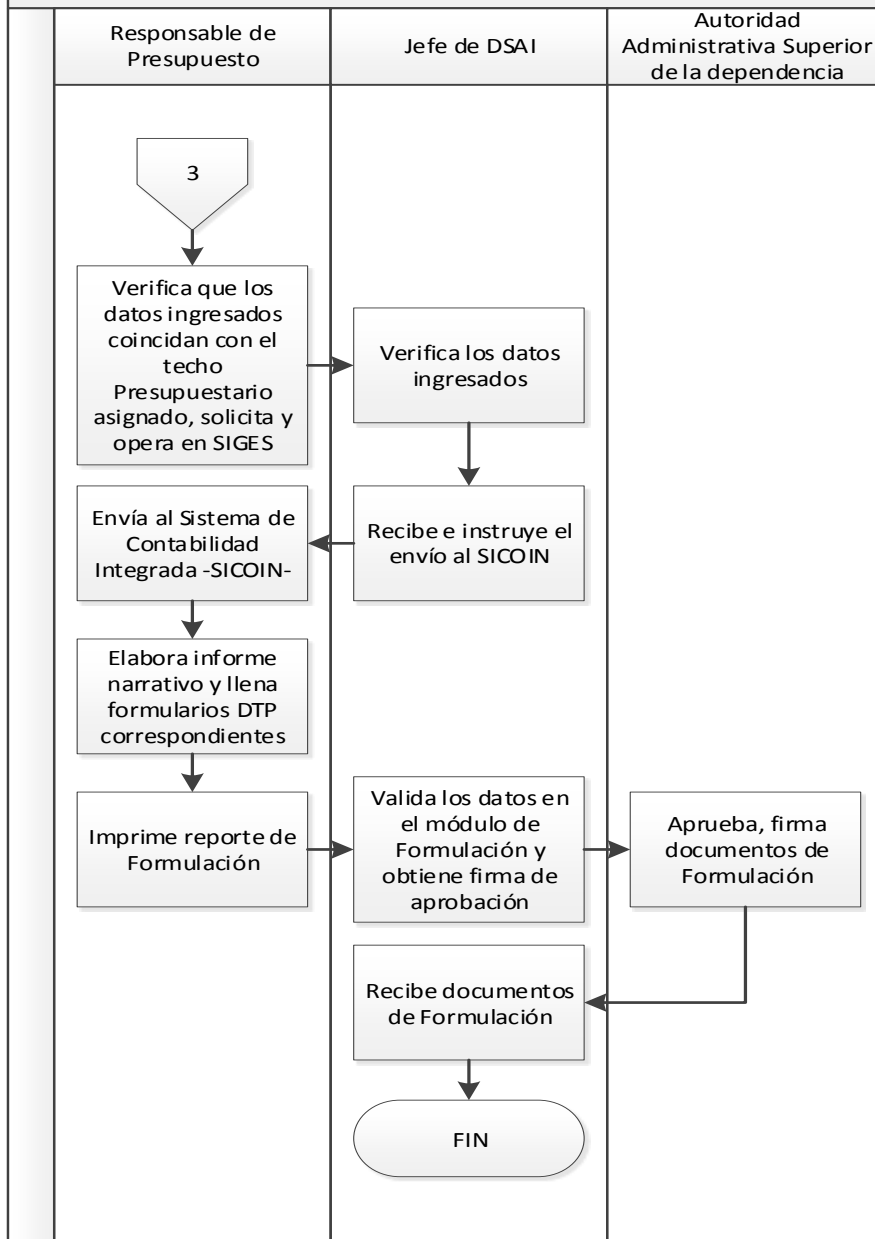 Responsable de
Presupuesto
Jefe de DSAI
Autoridad
Administrativa Superior
de la dependencia
3
Verifica que los
datos ingresados
coincidan con el
techo
Presupuestario
asignado, solicita y
opera en SIGES
Verifica los datos
ingresados
Recibe e instruye el
envío al SICOIN
Envía al Sistema de
Contabilidad
Integrada -SICOIN-
Elabora informe
narrativo y llena
formularios DTP
correspondientes
Imprime reporte de
Formulación
Valida los datos en
el módulo de
Formulación y
obtiene firma de
aprobación
Aprueba, firma
documentos de
Formulación
Recibe documentos
de Formulación
FIN